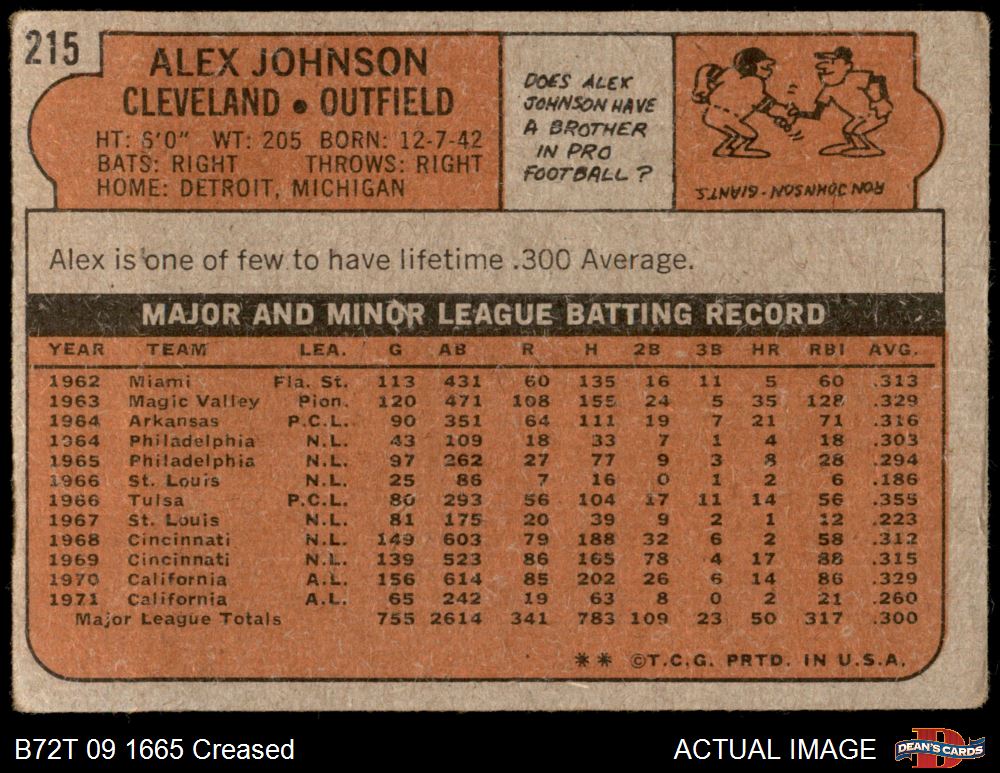 215
ALEX JOHNSON
CLEVELAND • OUTFIELD
HT: 6'0" WT: 205 BORN: 12-7-42
BATS: RIGHT THROWS: RIGHT
HOME: DETROIT, MICHIGAN
DOES ALEX
JOHNSON HAVE
A BROTHER
IN PRO
FOOTBALL?
RON JOHNSON - GIANTS
Alex is one of few to have lifetime .300 Average.
MAJOR AND MINOR LEAGUE BATTING RECORD
YEAR TEAM LEA. G AB R H 2B 3B HR RBI AVG.
1962 Miami Fla. St. 113 431 60 135 16 11 5 60 .313
1963 Magic Valley Pion. 120 471 108 155 24 5 35 128 .329
1964 Arkansas P.C.L. 90 351 64 111 19 7 21 71 .316
1964 Philadelphia N.L. 43 109 18 33 7 1 4 18 .303
1965 Philadelphia N.L. 97 262 27 77 9 3 8 28 .294
1966 St. Louis N.L. 25 86 7 16 0 1 2 6 .186
1966 Tulsa P.C.L. 80 293 56 104 17 11 14 56 .355
1967 St. Louis N.L. 81 175 20 39 9 2 1 12 .223
1968 Cincinnati N.L. 149 603 79 188 32 6 2 58 .312
1969 Cincinnati N.L. 139 523 86 165 78 4 17 88 .315
1970 California A.L. 156 614 85 202 26 6 14 86 .329
1971 California A.L. 65 242 19 63 8 0 2 21 .260
Major League Totals 755 2614 341 783 109 23 50 317 .300
** ©T.C.G. PRTD. IN U.S.A.
B72T 09 1665 Creased
ACTUAL IMAGE
DEAN'S CARDS